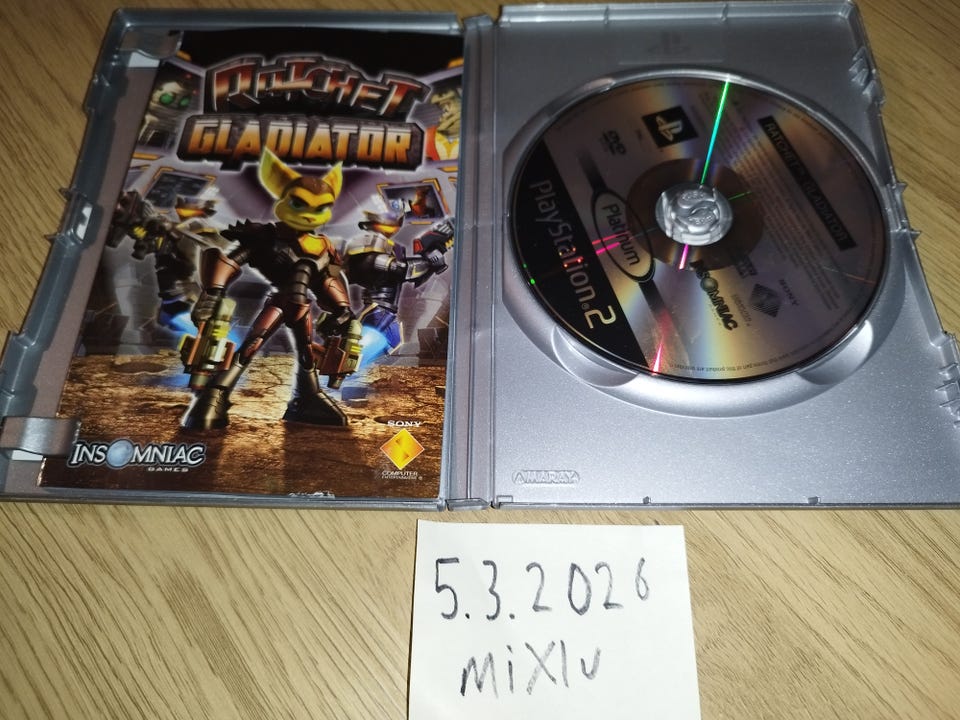 RATCHET
GLADIATOR
INSOMNIAC
GAMES
SONY
COMPUTER
ENTERTAINMENT
DVD
PlayStation 2
Platinum
RATCHET: GLADIATOR
INSOMNIAC
SONY
AMARAY
5.3.2026
miXlu